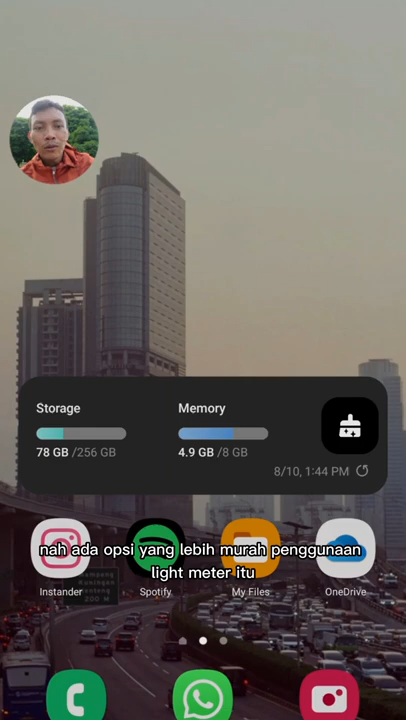 Storage
Memory
78 GB /256 GB
4.9 GB /8 GB
8/10, 1:44 PM
nah ada opsi yang lebih murah penggunaan
light meter itu
Instander
Spotify
My Files
OneDrive